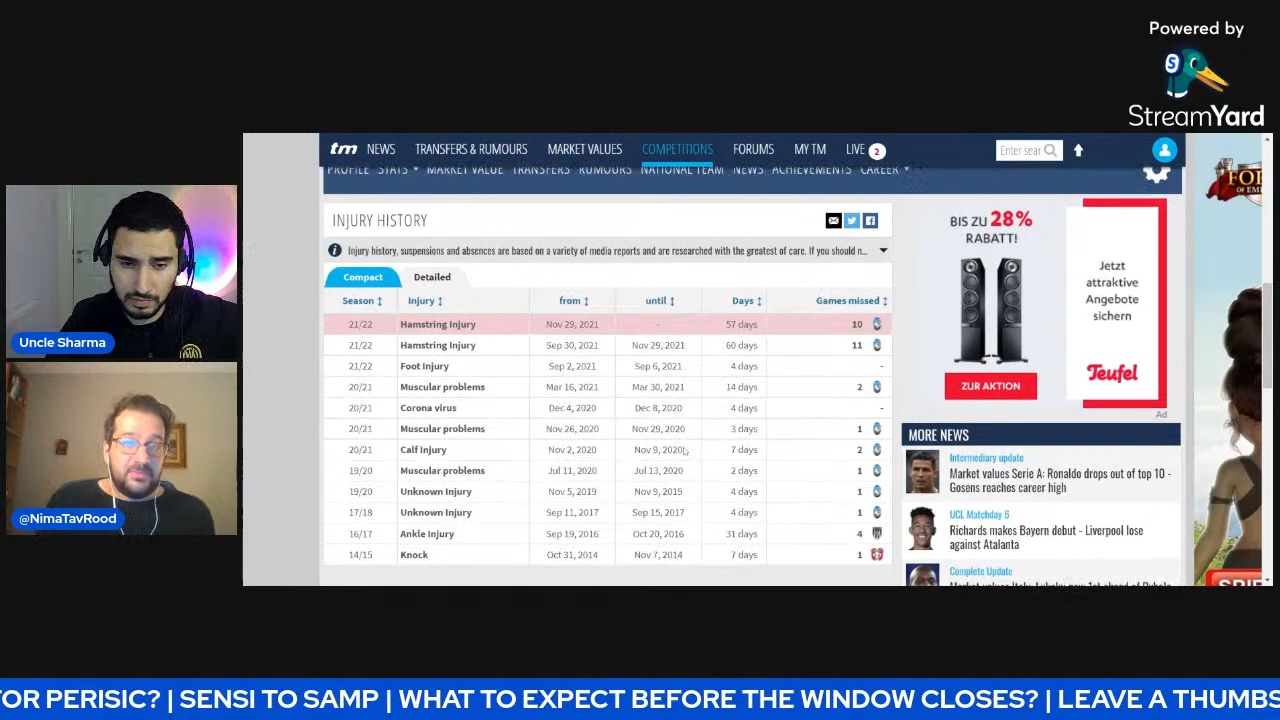 Powered by
StreamYard
tm NEWS TRANSFERS & RUMOURS MARKET VALUES COMPETITIONS FORUMS MY TM LIVE 2 Enter sear
PROFILE STATS MARKET VALUE TRANSFERS RUMOURS NATIONAL TEAM NEWS ACHIEVEMENTS CAREER
INJURY HISTORY
Injury history, suspensions and absences are based on a variety of media reports and are researched with the greatest of care. If you should n...
Compact Detailed
Season Injury from until Days Games missed
21/22 Hamstring Injury Nov 29, 2021 - 57 days 10
21/22 Hamstring Injury Sep 30, 2021 Nov 29, 2021 60 days 11
21/22 Foot Injury Sep 2, 2021 Sep 6, 2021 4 days -
20/21 Muscular problems Mar 16, 2021 Mar 30, 2021 14 days 2
20/21 Corona virus Dec 4, 2020 Dec 8, 2020 4 days -
20/21 Muscular problems Nov 26, 2020 Nov 29, 2020 3 days 1
20/21 Calf Injury Nov 2, 2020 Nov 9, 2020 7 days 2
19/20 Muscular problems Jul 11, 2020 Jul 13, 2020 2 days 1
19/20 Unknown Injury Nov 5, 2019 Nov 9, 2019 4 days 1
17/18 Unknown Injury Sep 11, 2017 Sep 15, 2017 4 days 1
16/17 Ankle Injury Sep 19, 2016 Oct 20, 2016 31 days 4
14/15 Knock Oct 31, 2014 Nov 7, 2014 7 days 1
BIS ZU 28%
RABATT!
ZUR AKTION
Jetzt
attraktive
Angebote
sichern
Teufel
Ad
MORE NEWS
Intermediary update
Market values Serie A: Ronaldo drops out of top 10 -
Gosens reaches career high
UCL Matchday 6
Richards makes Bayern debut - Liverpool lose
against Atalanta
Complete Update
FO
OF EM
Uncle Sharma
@NimaTavRood
FOR PERISIC? | SENSI TO SAMP | WHAT TO EXPECT BEFORE THE WINDOW CLOSES? | LEAVE A THUMBS